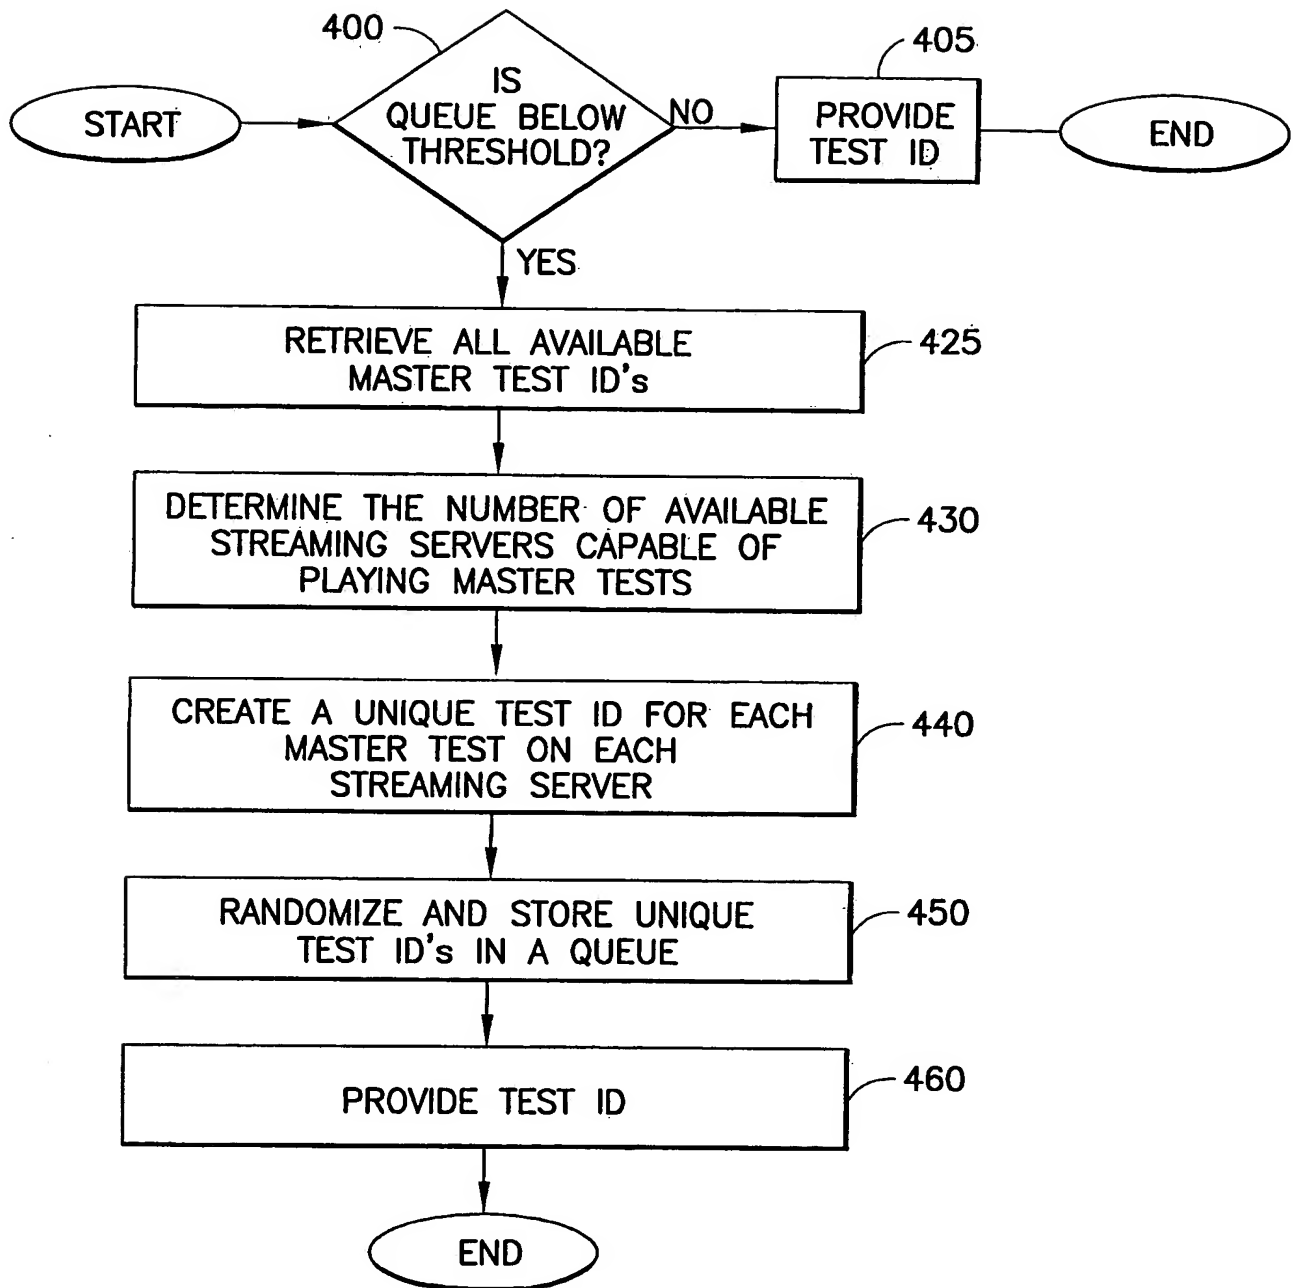 400
405
START
IS
QUEUE BELOW
THRESHOLD?
NO
PROVIDE
TEST ID
END
YES
RETRIEVE ALL AVAILABLE
MASTER TEST ID's
425
DETERMINE THE NUMBER OF AVAILABLE
STREAMING SERVERS CAPABLE OF
PLAYING MASTER TESTS
430
CREATE A UNIQUE TEST ID FOR EACH
MASTER TEST ON EACH
STREAMING SERVER
440
RANDOMIZE AND STORE UNIQUE
TEST ID's IN A QUEUE
450
PROVIDE TEST ID
460
END